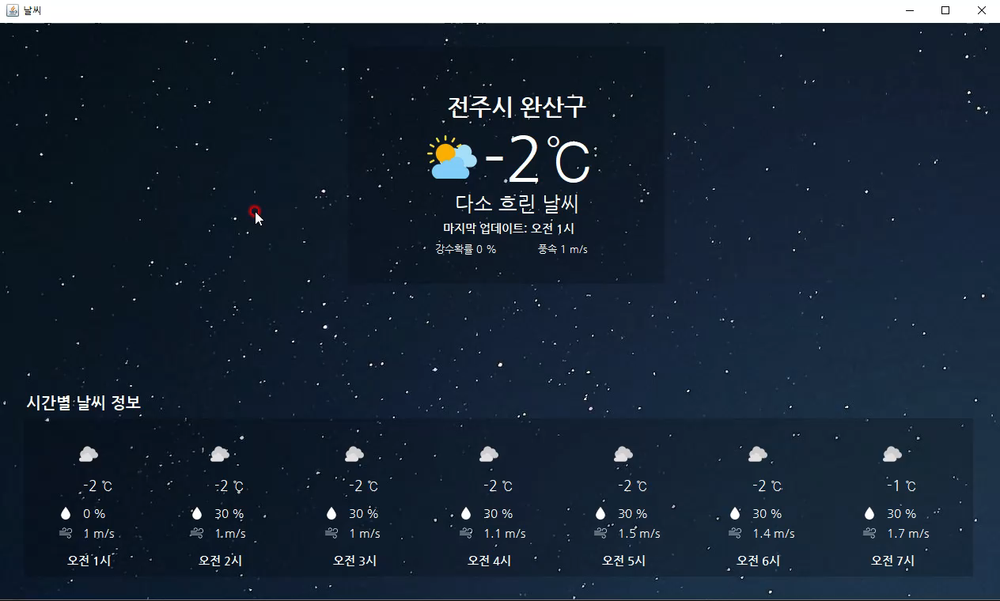 날씨
전주시 완산구
-2℃
다소 흐린 날씨
마지막 업데이트: 오전 1시
강수확률 0 % 풍속 1 m/s
시간별 날씨 정보
-2 ℃ -2 ℃ -2 ℃ -2 ℃ -2 ℃ -2 ℃ -1 ℃
0 % 30 % 30 % 30 % 30 % 30 % 30 %
1 m/s 1 m/s 1 m/s 1.1 m/s 1.5 m/s 1.4 m/s 1.7 m/s
오전 1시 오전 2시 오전 3시 오전 4시 오전 5시 오전 6시 오전 7시